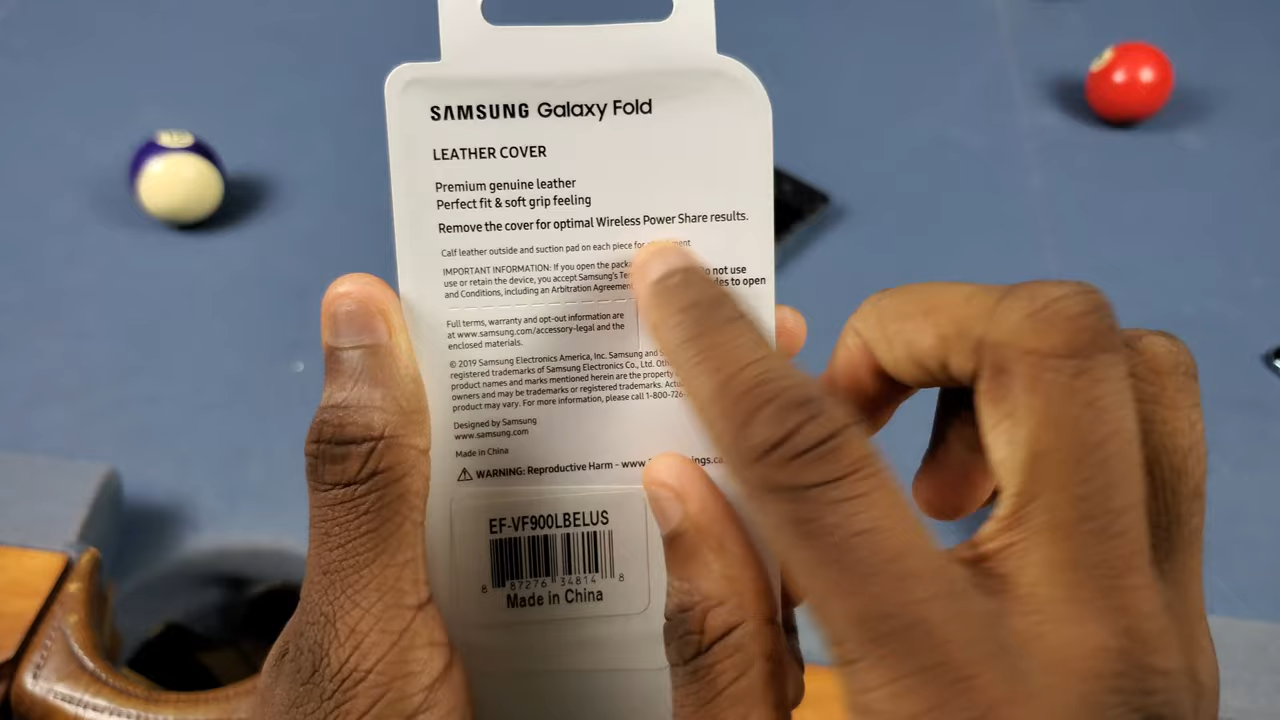 SAMSUNG Galaxy Fold
LEATHER COVER
Premium genuine leather
Perfect fit & soft grip feeling
Remove the cover for optimal Wireless Power Share results.
Calf leather outside and suction pad on each piece for
IMPORTANT INFORMATION: If you open the
use or retain the device, you accept Samsung's
and Conditions, including an Arbitration
not use
to open
Full terms, warranty and opt-out information are
at www.samsung.com/accessory-legal and the
enclosed materials.
© 2019 Samsung Electronics America, Inc. Samsung and
registered trademarks of Samsung Electronics Co., Ltd.
product names and marks mentioned herein are the property
owners and may be trademarks or registered trademarks.
product may vary. For more information, please call 1-800-726-
Designed by Samsung
www.samsung.com
Made in China
WARNING: Reproductive Harm - www.
EF-VF900LBELUS
8 87276 34814 8
Made in China